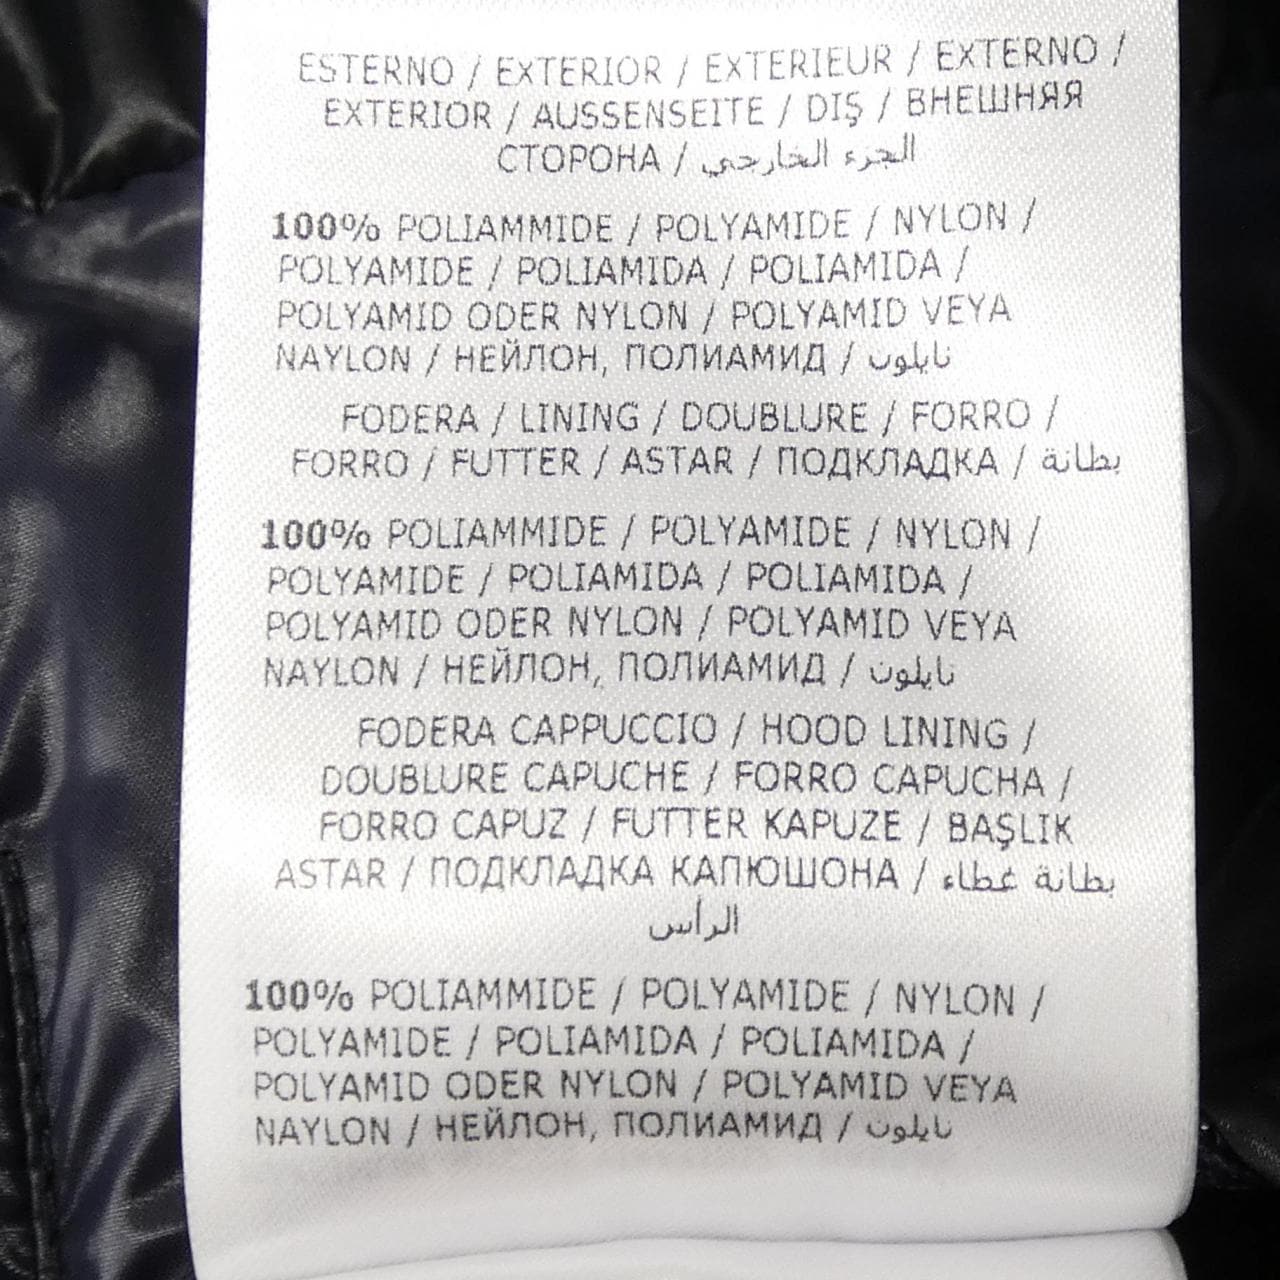 ESTERNO / EXTERIOR / EXTERIEUR / EXTERNO /
EXTERIOR / AUSSENSEITE / DIŞ / ВНЕШНЯЯ
СТОРОНА / الجزء الخارجي
100% POLIAMMIDE / POLYAMIDE / NYLON /
POLYAMIDE / POLIAMIDA / POLIAMIDA /
POLYAMID ODER NYLON / POLYAMID VEYA
NAYLON / НЕЙЛОН, ПОЛИАМИД / نايلون
FODERA / LINING / DOUBLURE / FORRO /
FORRO / FUTTER / ASTAR / ПОДКЛАДКА / بطانة
100% POLIAMMIDE / POLYAMIDE / NYLON /
POLYAMIDE / POLIAMIDA / POLIAMIDA /
POLYAMID ODER NYLON / POLYAMID VEYA
NAYLON / НЕЙЛОН, ПОЛИАМИД / نايلون
FODERA CAPPUCCIO / HOOD LINING /
DOUBLURE CAPUCHE / FORRO CAPUCHA /
FORRO CAPUZ / FUTTER KAPUZE / BAŞLIK
ASTAR / ПОДКЛАДКА КАПЮШОНА / بطانة غطاء
الرأس
100% POLIAMMIDE / POLYAMIDE / NYLON /
POLYAMIDE / POLIAMIDA / POLIAMIDA /
POLYAMID ODER NYLON / POLYAMID VEYA
NAYLON / НЕЙЛОН, ПОЛИАМИД / نايلون